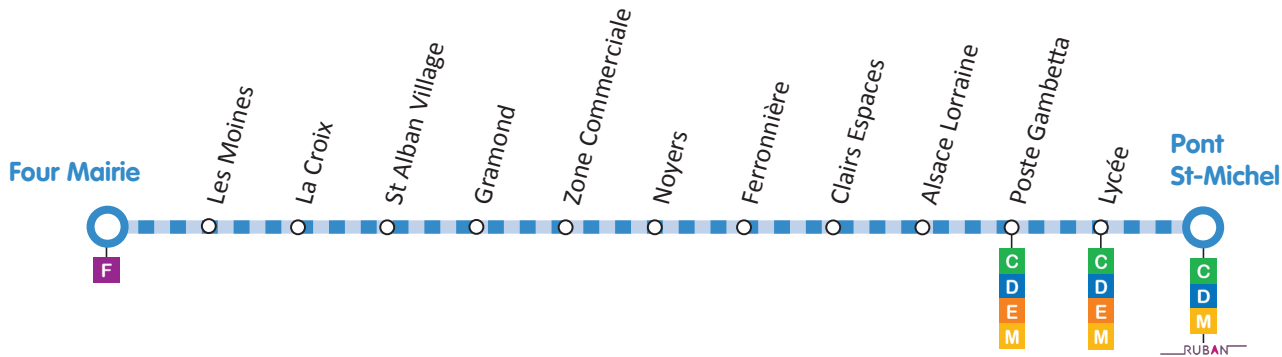 Four Mairie
Les Moines
La Croix
St Alban Village
Gramond
Zone Commerciale
Noyers
Ferronnière
Clairs Espaces
Alsace Lorraine
Poste Gambetta
Lycée
Pont
St-Michel
F
C
D
E
M
C
D
E
M
C
D
M
RUBAN